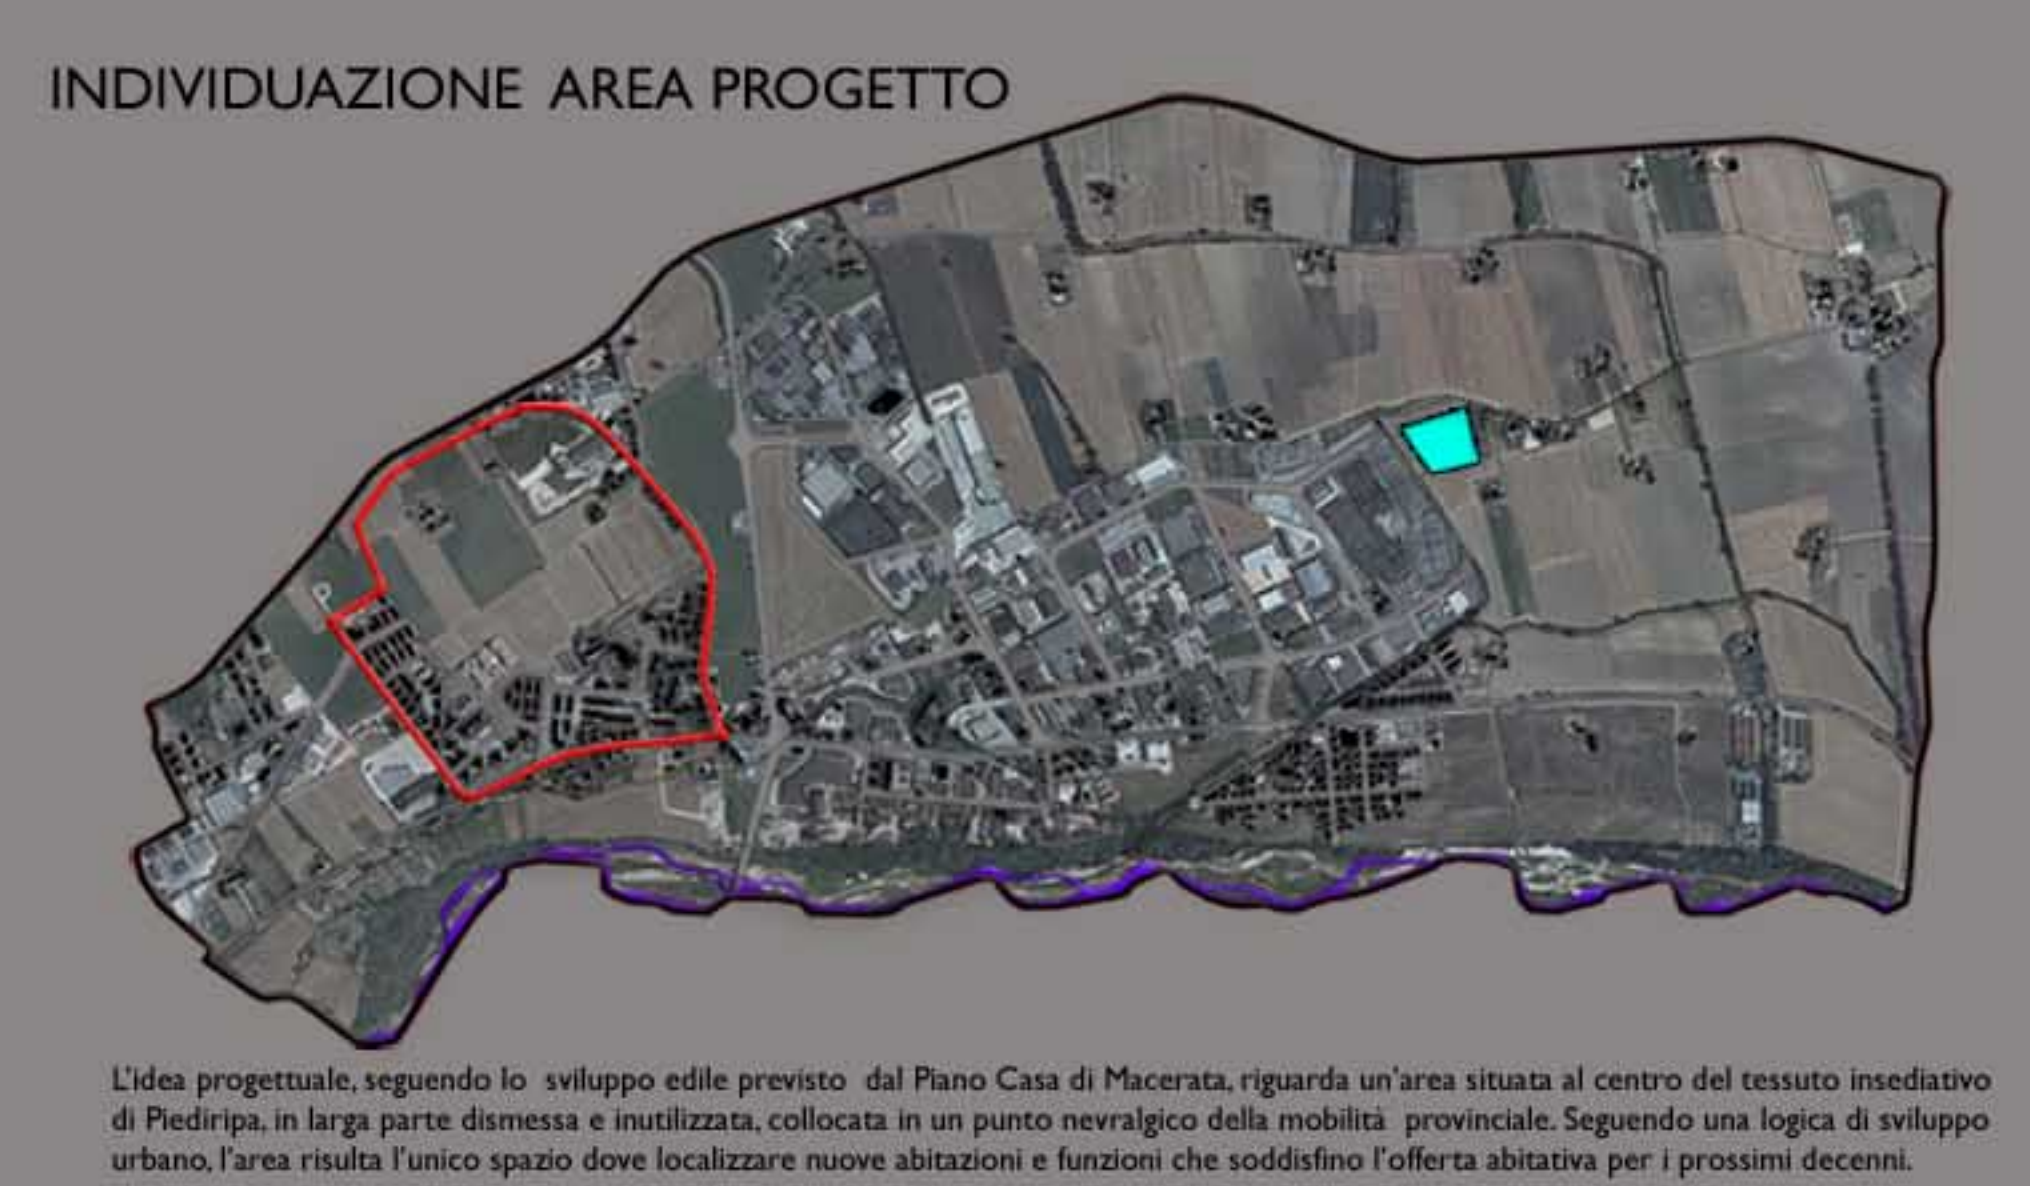 INDIVIDUAZIONE AREA PROGETTO
L'idea progettuale, seguendo lo sviluppo edile previsto dal Piano Casa di Macerata, riguarda un'area situata al centro del tessuto insediativo
di Piediripa, in larga parte dismessa e inutilizzata, collocata in un punto nevralgico della mobilità provinciale. Seguendo una logica di sviluppo
urbano, l'area risulta l'unico spazio dove localizzare nuove abitazioni e funzioni che soddisfino l'offerta abitativa per i prossimi decenni.